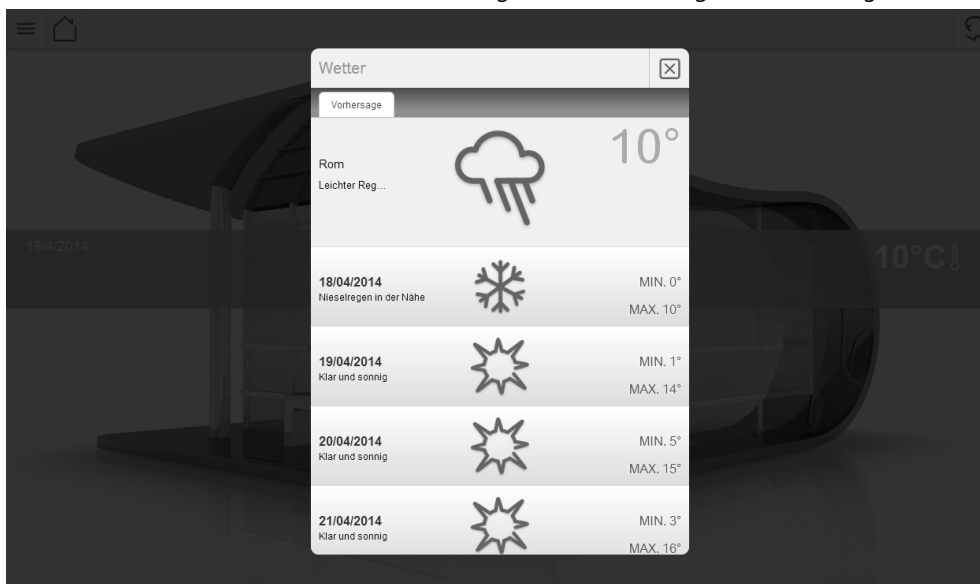 Wetter
Vorhersage
10°
Rom
Leichter Reg...
18/4/2014
10°C
18/04/2014
Nieselregen in der Nähe
MIN. 0°
MAX. 10°
19/04/2014
Klar und sonnig
MIN. 1°
MAX. 14°
20/04/2014
Klar und sonnig
MIN. 5°
MAX. 15°
21/04/2014
Klar und sonnig
MIN. 3°
MAX. 16°